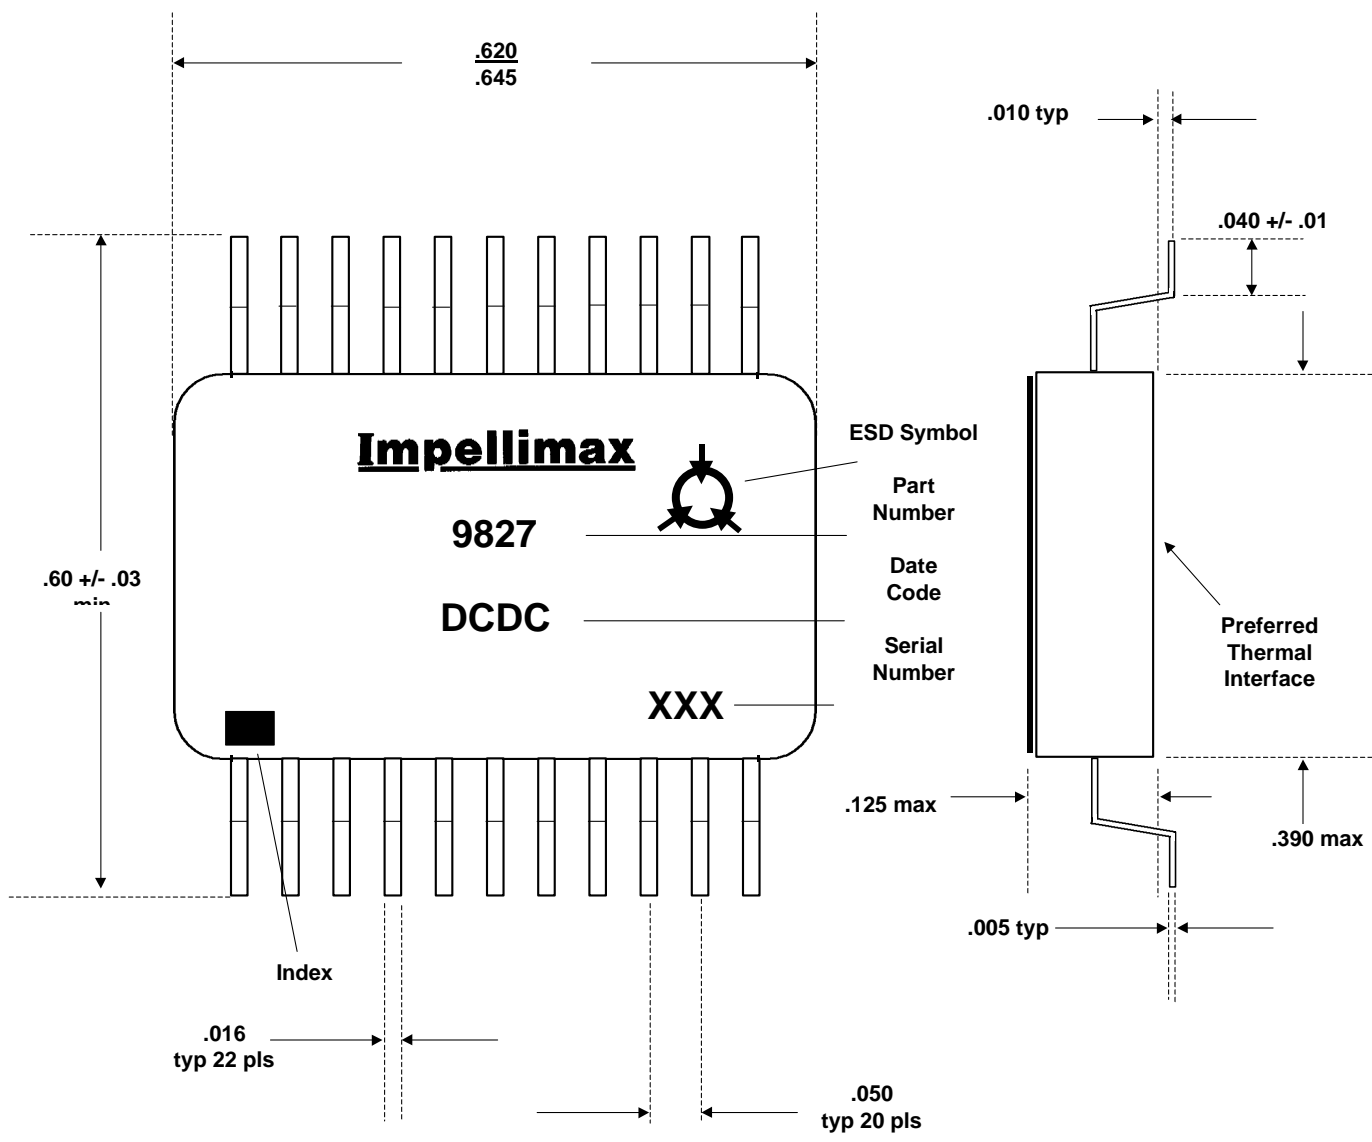 .620
.645
.010 typ
.040 +/- .01
Impellimax
ESD Symbol
Part
Number
9827
.60 +/- .03
min
Date
Code
DCDC
Serial
Number
Preferred
Thermal
Interface
XXX
.125 max
.390 max
.005 typ
Index
.016
typ 22 pls
.050
typ 20 pls